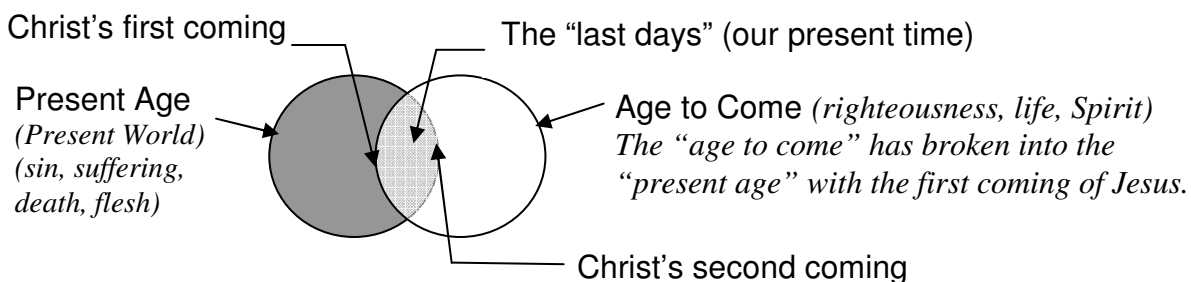 Christ’s first coming
The “last days” (our present time)
Present Age
(Present World)
(sin, suffering,
death, flesh)
Age to Come (righteousness, life, Spirit)
The “age to come” has broken into the
“present age” with the first coming of Jesus.
Christ’s second coming